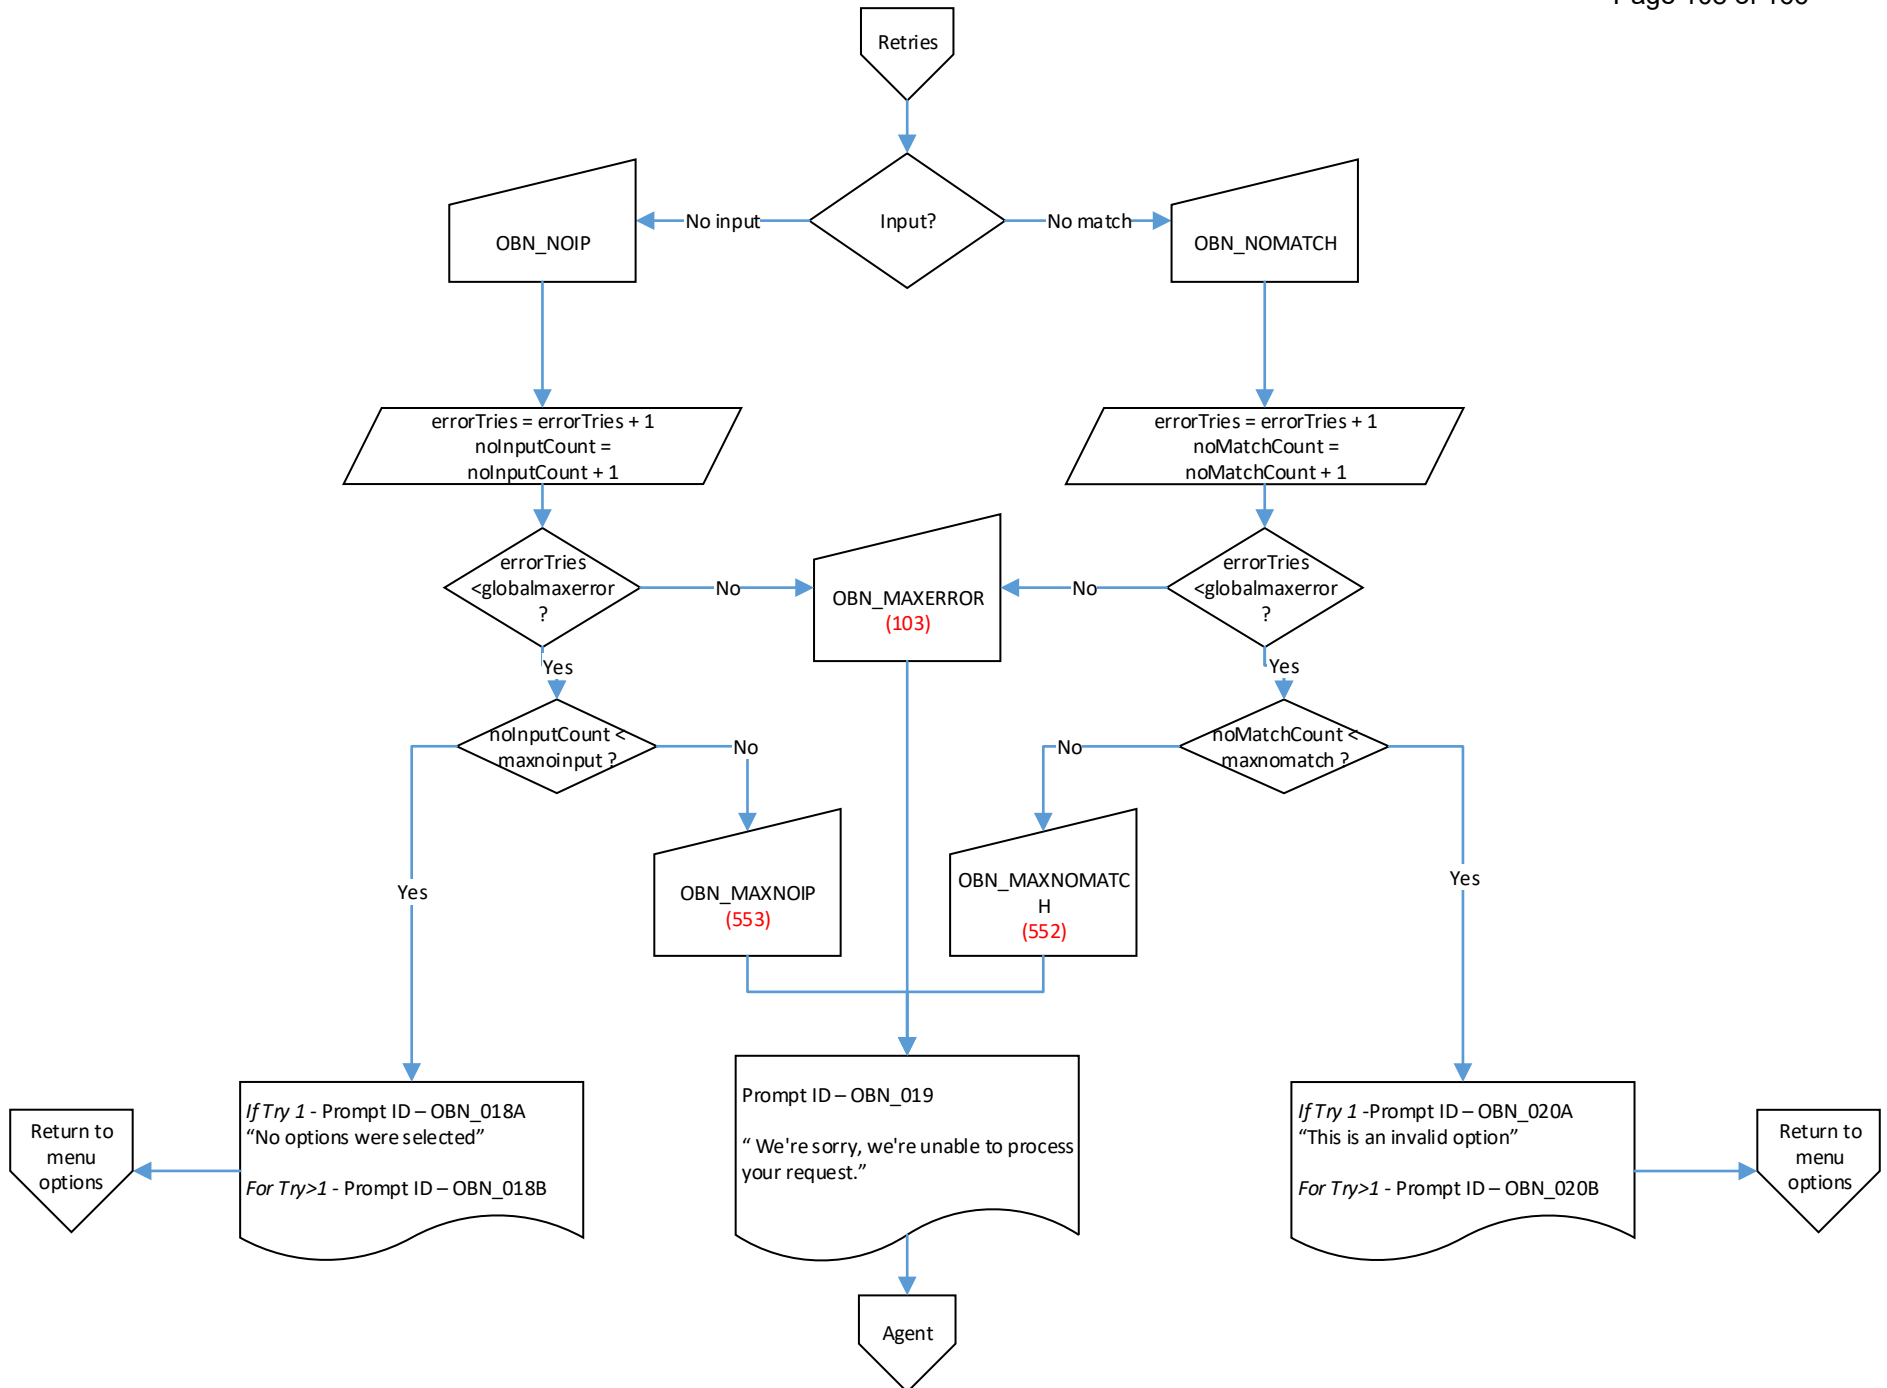 Retries
Input?
No input
No match
OBN_NOIP
OBN_NOMATCH
errorTries = errorTries + 1
noInputCount =
noInputCount + 1
errorTries = errorTries + 1
noMatchCount =
noMatchCount + 1
errorTries
<globalmaxerror
?
No
OBN_MAXERROR
(103)
No
errorTries
<globalmaxerror
?
Yes
Yes
noInputCount <
maxnoinput ?
No
No
noMatchCount <
maxnomatch ?
Yes
OBN_MAXNOIP
(553)
OBN_MAXNOMATC
H
(552)
Yes
If Try 1 - Prompt ID – OBN_018A
“No options were selected”
For Try>1 - Prompt ID – OBN_018B
Return to
menu
options
Prompt ID – OBN_019
“ We're sorry, we're unable to process
your request.”
If Try 1 -Prompt ID – OBN_020A
“This is an invalid option”
For Try>1 - Prompt ID – OBN_020B
Return to
menu
options
Agent